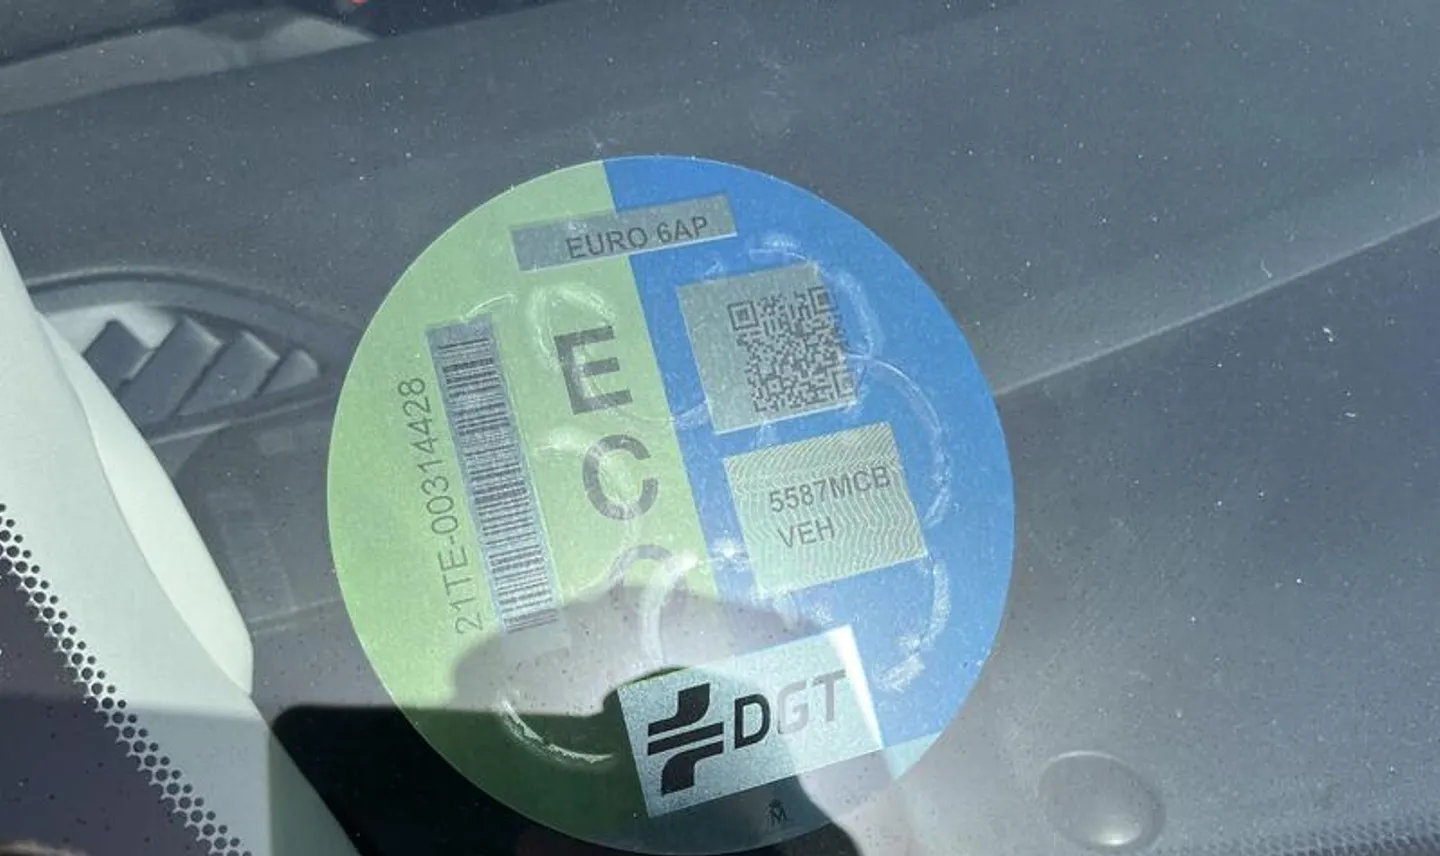 EURO 6AP
ECO
21TE-00314428
5587MCB
VEH
DGT
M